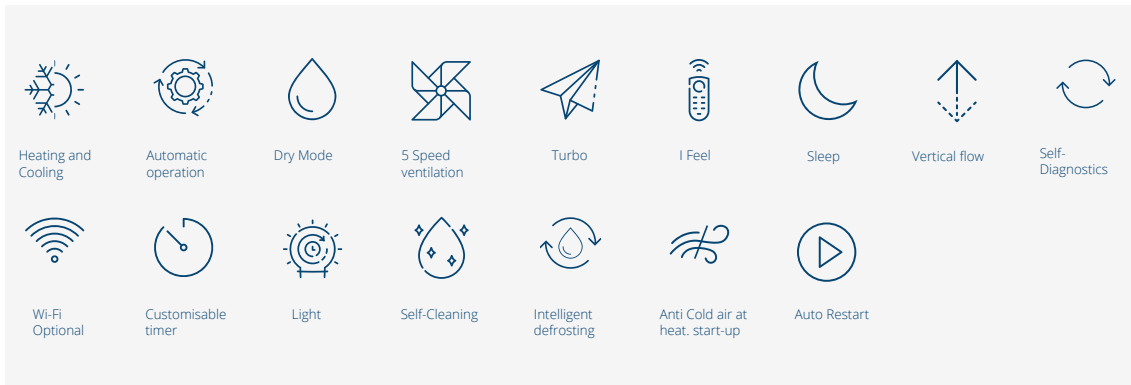 Heating and
Cooling
Automatic
operation
Dry Mode
5 Speed
ventilation
Turbo
I Feel
Sleep
Vertical flow
Self-
Diagnostics
Wi-Fi
Optional
Customisable
timer
Light
Self-Cleaning
Intelligent
defrosting
Anti Cold air at
heat. start-up
Auto Restart